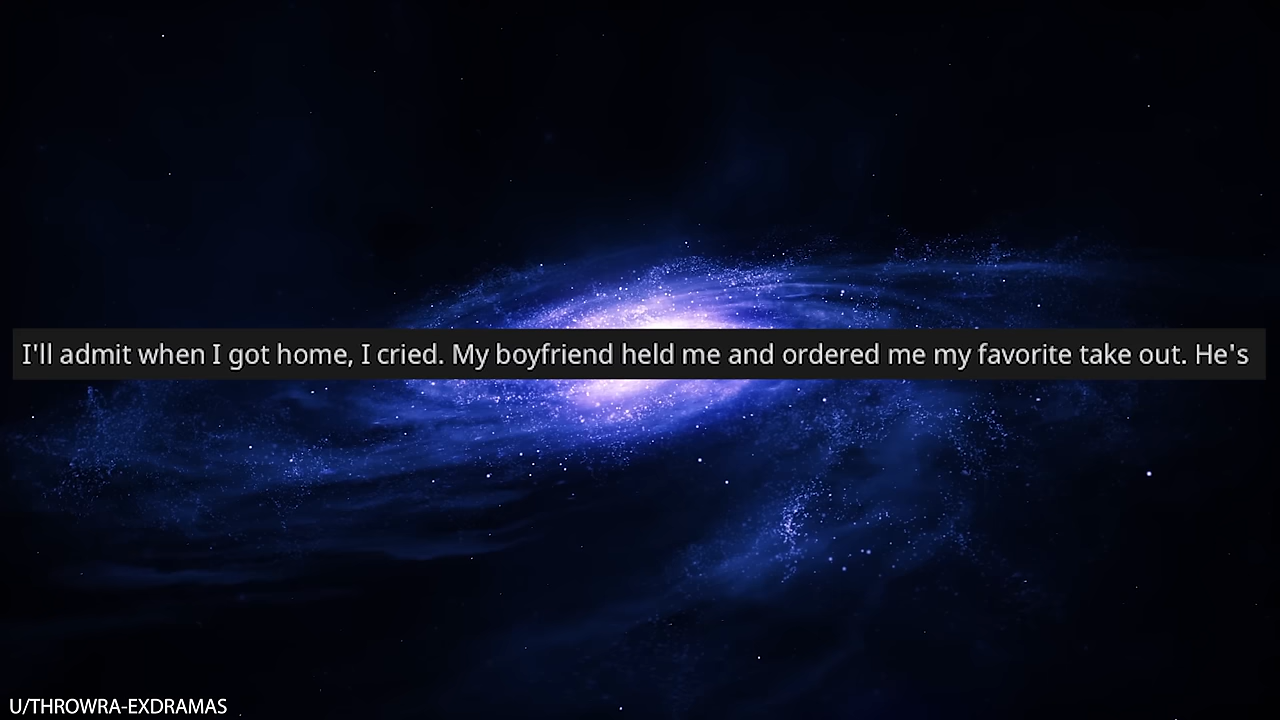 I'll admit when I got home, I cried. My boyfriend held me and ordered me my favorite take out. He's
U/THROWRA-EXDRAMAS